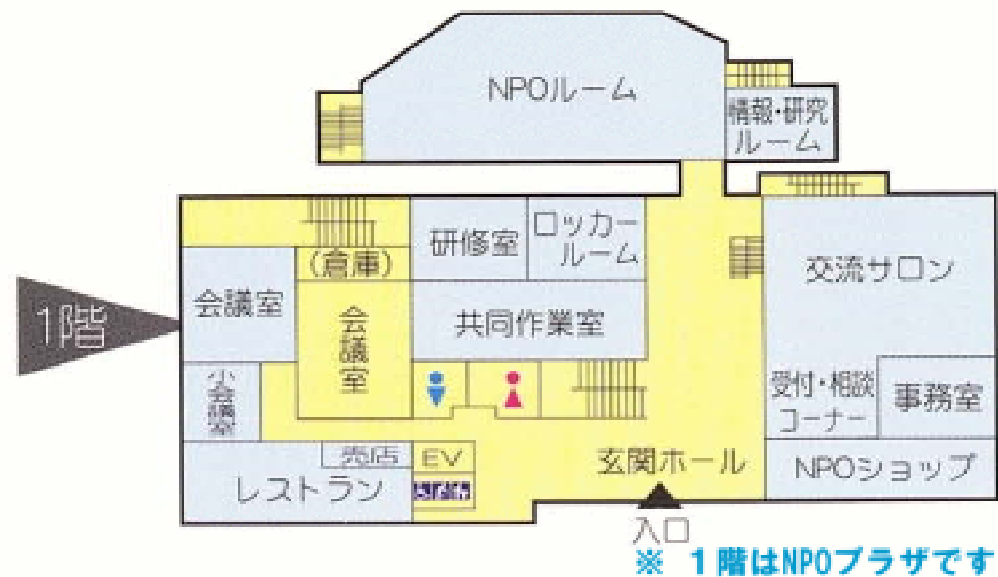 NPOルーム
情報・研究
ルーム
研修室
ロッカー
ルーム
(倉庫)
会議室
会議室
共同作業室
交流サロン
1階
小会議室
受付・相談
コーナー
事務室
売店
EV
レストラン
玄関ホール
NPOショップ
入口
※ 1階はNPOプラザです